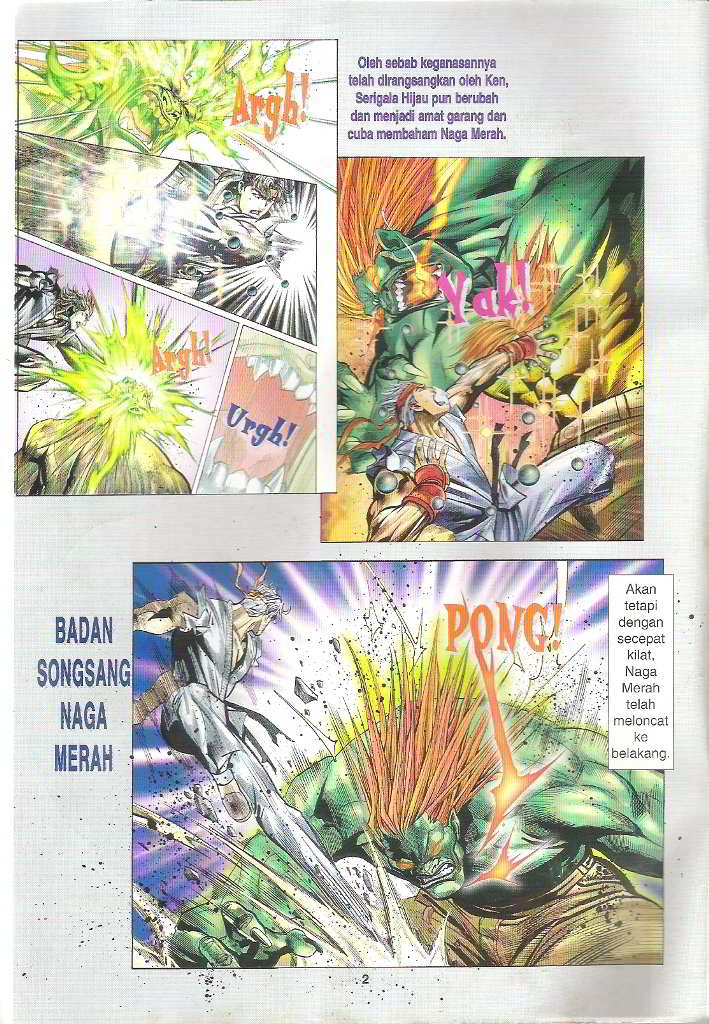 Argh!
Oleh sebab keganasannya
telah dirangsangkan oleh Ken,
Serigala Hijau pun berubah
dan menjadi amat garang dan
cuba membaham Naga Merah.
Argh!
Urgh!
Yak!
BADAN
SONGSANG
NAGA
MERAH
PONG!
Akan
tetapi
dengan
secepat
kilat,
Naga
Merah
telah
meloncat
ke
belakang.
2